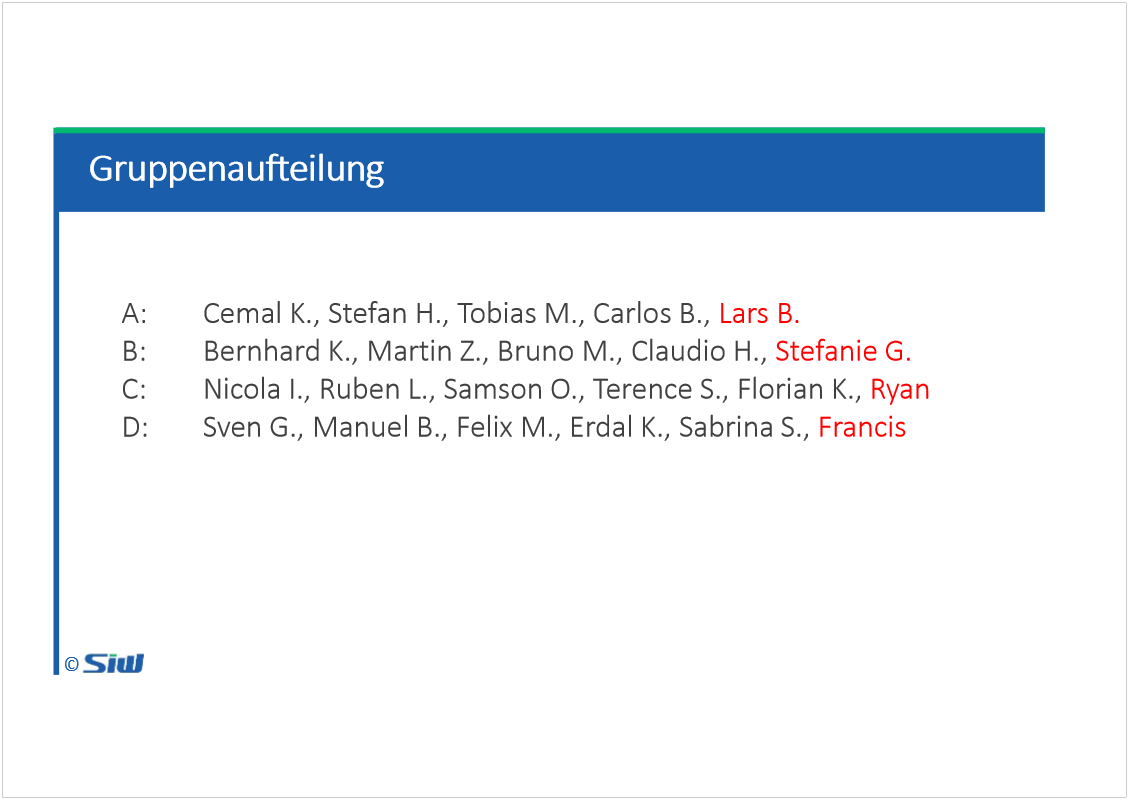 Gruppenaufteilung
A: Cemal K., Stefan H., Tobias M., Carlos B., Lars B.
B: Bernhard K., Martin Z., Bruno M., Claudio H., Stefanie G.
C: Nicola I., Ruben L., Samson O., Terence S., Florian K., Ryan
D: Sven G., Manuel B., Felix M., Erdal K., Sabrina S., Francis
© SIW